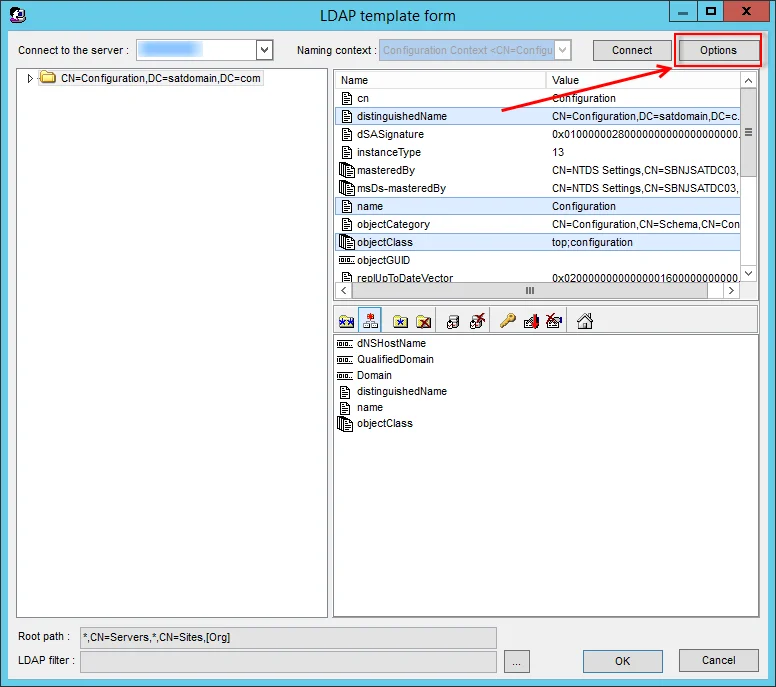 LDAP template form
Connect to the server :
Naming context : Configuration Context <CN=Configu
Connect
Options
CN=Configuration,DC=satdomain,DC=com
Name Value
cn Configuration
distinguishedName CN=Configuration,DC=satdomain,DC=c...
dSASignature 0x010000002800000000000000000...
instanceType 13
masteredBy CN=NTDS Settings,CN=SBNJSATDC03,
msDs-masteredBy CN=NTDS Settings,CN=SBNJSATDC03,
name Configuration
objectCategory CN=Configuration,CN=Schema,CN=Con
objectClass top;configuration
objectGUID
replUpToDateVector
dNSHostName
QualifiedDomain
Domain
distinguishedName
name
objectClass
Root path : *,CN=Servers,*,CN=Sites,[Org]
LDAP filter :
...
OK
Cancel